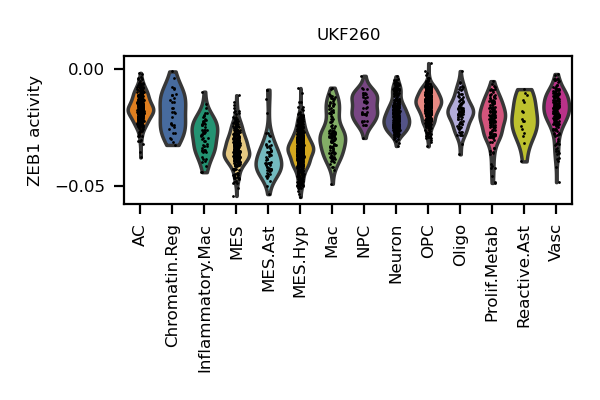 UKF260
ZEB1 activity
0.00
−0.05
AC
Chromatin.Reg
Inflammatory.Mac
MES
MES.Ast
MES.Hyp
Mac
NPC
Neuron
OPC
Oligo
Prolif.Metab
Reactive.Ast
Vasc